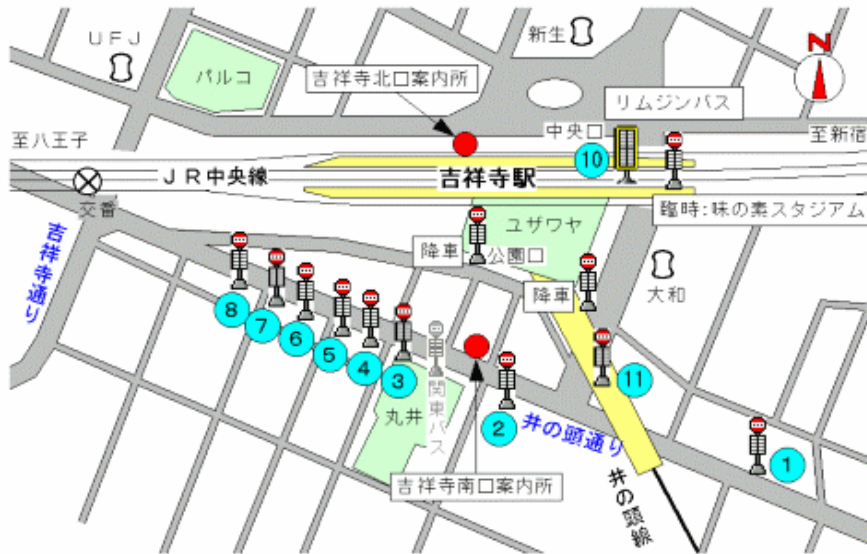 UFJ
新生
N
パルコ
吉祥寺北口案内所
リムジンバス
至八王子
中央口
至新宿
10
JR中央線
吉祥寺駅
交番
臨時:味の素スタジアム
ユザワヤ
降車
公園口
吉祥寺通り
降車
大和
8
7
6
5
4
3
関東バス
丸井
2
井の頭通り
11
1
吉祥寺南口案内所
井の頭線